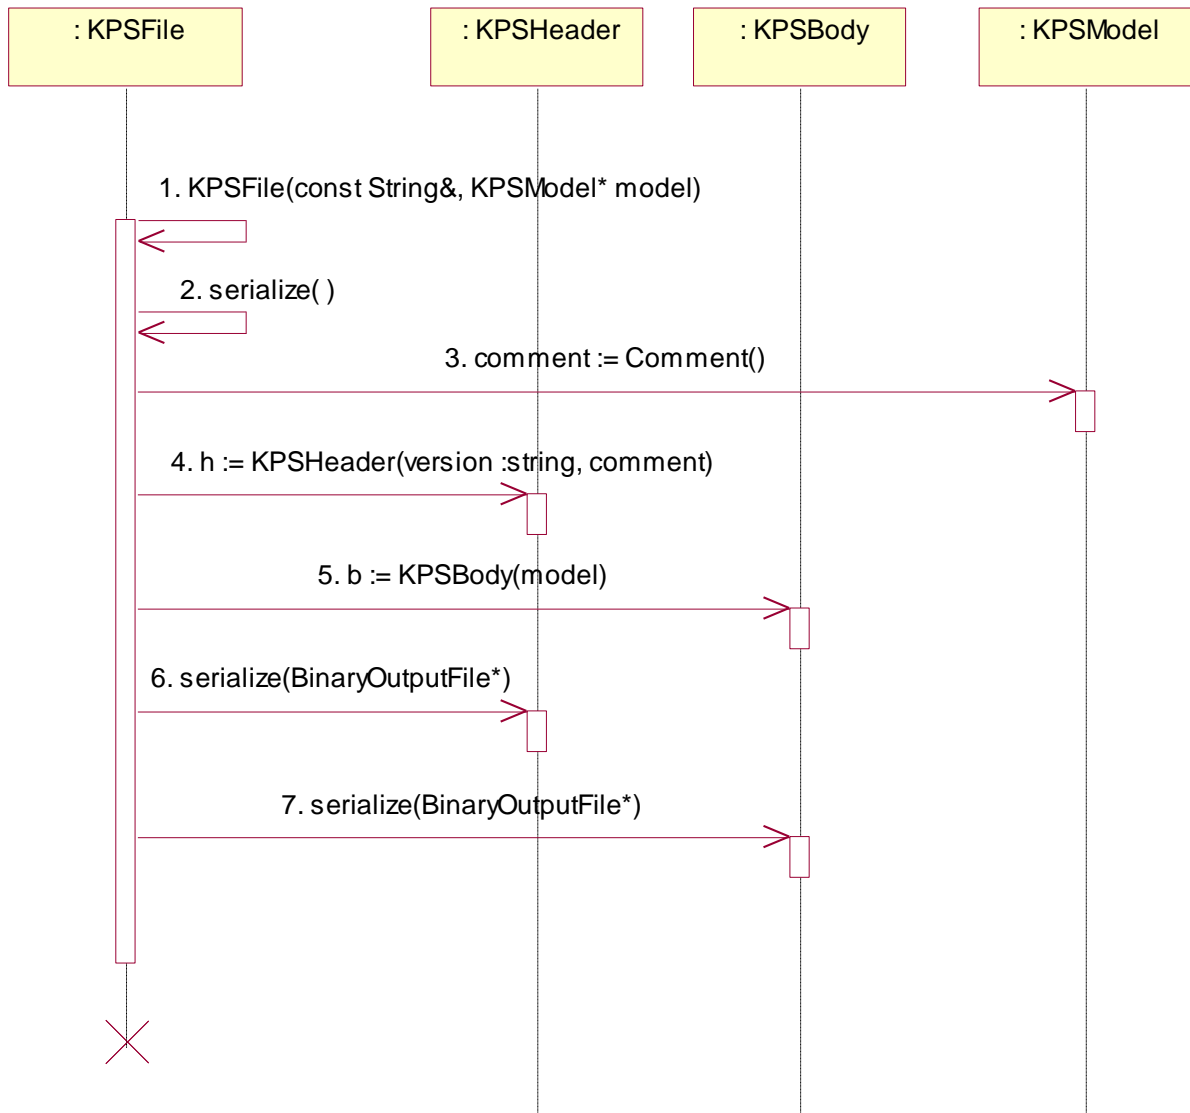 : KPSFile
: KPSHeader
: KPSBody
: KPSModel
1. KPSFile(const String&, KPSModel* model)
2. serialize( )
3. comment := Comment()
4. h := KPSHeader(version :string, comment)
5. b := KPSBody(model)
6. serialize(BinaryOutputFile*)
7. serialize(BinaryOutputFile*)